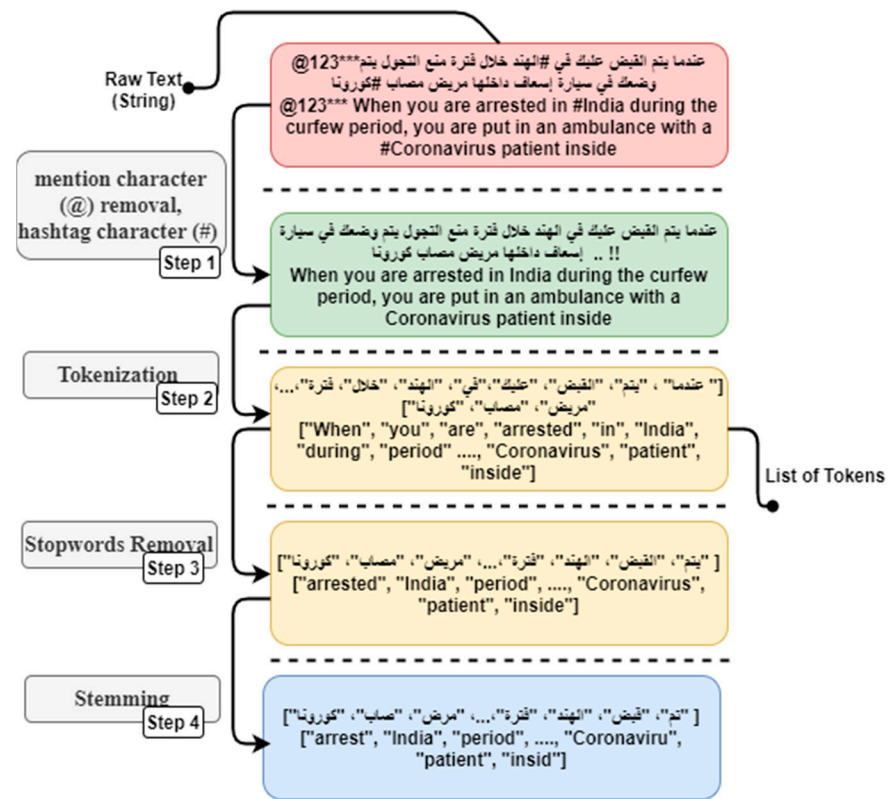 Raw Text
(String)
عندما يتم القبض عليك في #الهند خلال فترة منع التجول يتم***123@
وضعك في سيارة إسعاف داخلها مريض مصاب #كورونا
@123*** When you are arrested in #India during the
curfew period, you are put in an ambulance with a
#Coronavirus patient inside
mention character
(@) removal,
hashtag character (#)
Step 1
عندما يتم القبض عليك في الهند خلال فترة منع التجول يتم وضعك في سيارة
إسعاف داخلها مريض مصاب كورونا .. !!
When you are arrested in India during the curfew
period, you are put in an ambulance with a
Coronavirus patient inside
Tokenization
Step 2
[" عندما" ، "يتم"، "القبض"، "عليك"،"في"، "الهند"، "خلال"، فترة"،...،
"مريض"، "مصاب"، "كورونا"]
["When", "you", "are", "arrested", "in", "India",
"during", "period" ...., "Coronavirus", "patient",
"inside"]
List of Tokens
Stopwords Removal
Step 3
[ "يتم"، "القبض"، "الهند"، "فترة"،...، "مريض"، "مصاب"، "كورونا"]
["arrested", "India", "period", ...., "Coronavirus",
"patient", "inside"]
Stemming
Step 4
[ "تم"، "قبض"، "الهند"، "فترة"،...، "مرض"، "صاب"، "كورونا"]
["arrest", "India", "period", ...., "Coronaviru",
"patient", "insid"]